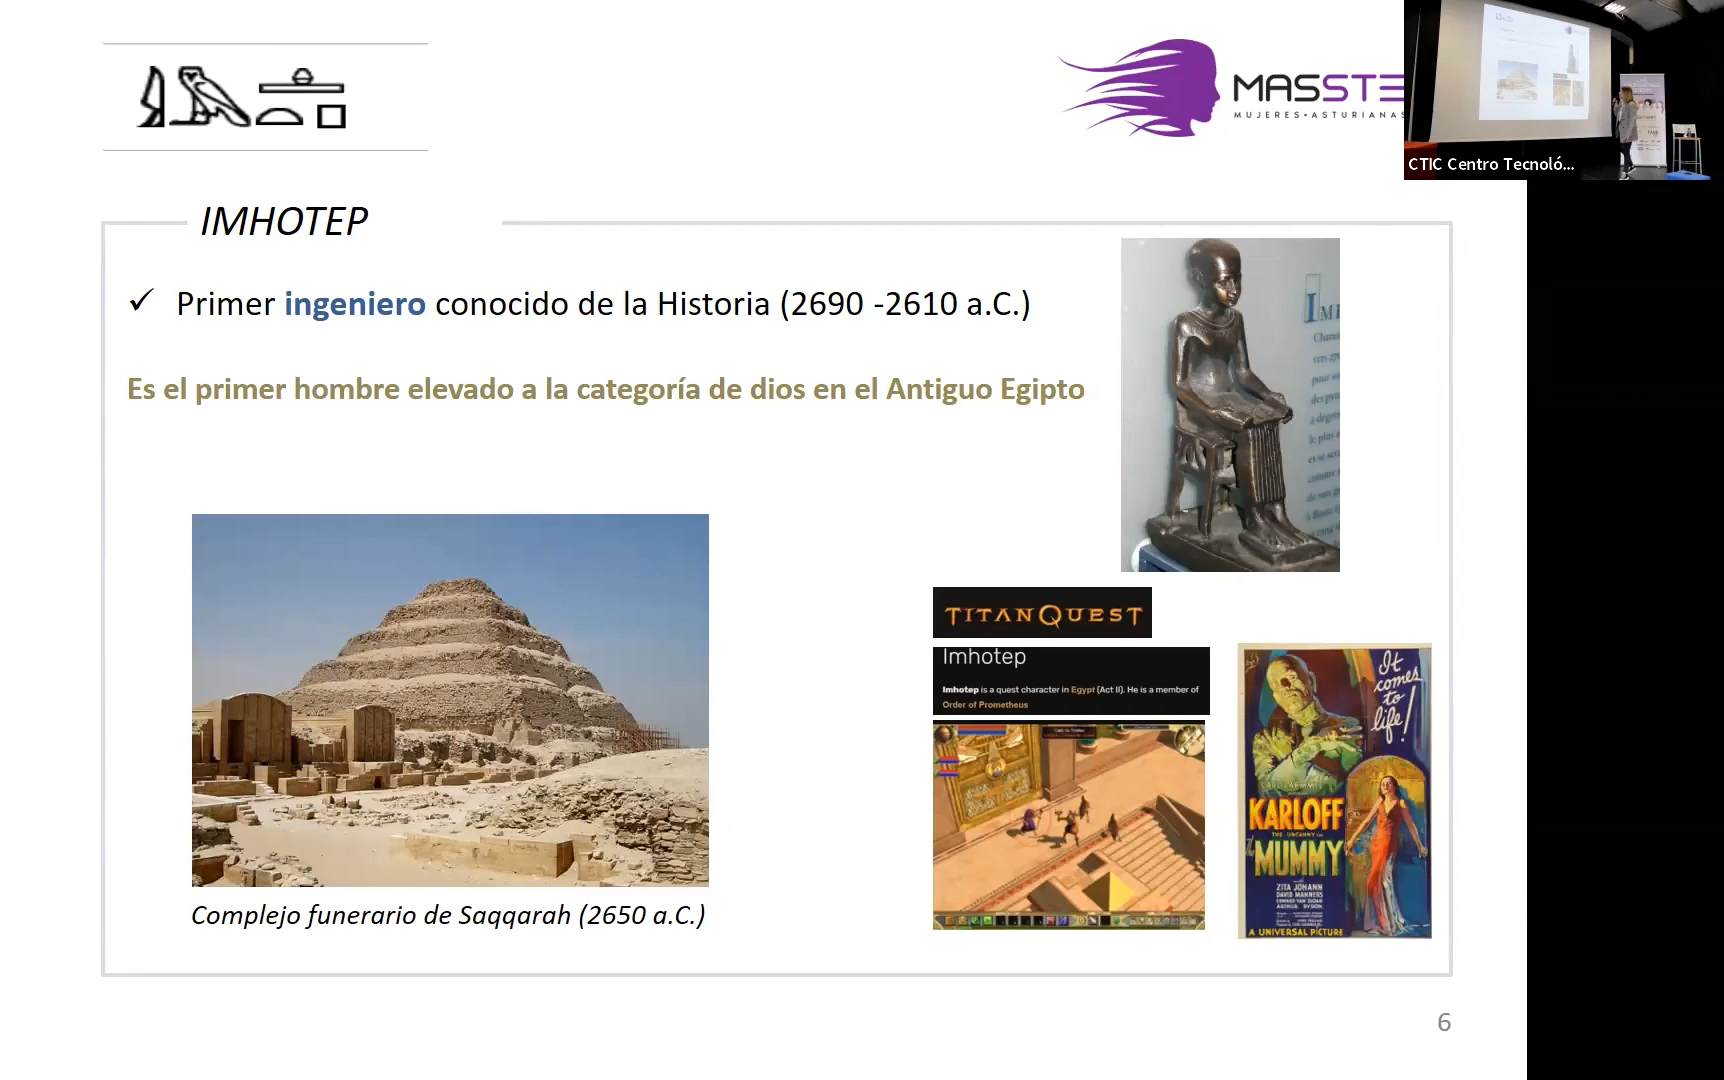 MASSTE
MUJERES•ASTURIANAS
CTIC Centro Tecnoló...
IMHOTEP
✓ Primer ingeniero conocido de la Historia (2690 -2610 a.C.)
Es el primer hombre elevado a la categoría de dios en el Antiguo Egipto
TITAN QUEST
Imhotep
Imhotep is a quest character in Egypt (Act II). He is a member of
Order of Prometheus
It
comes
to
life!
KARLOFF
THE UNCANNY IN
The MUMMY
ZITA JOHANN
DAVID MANNERS
EDWARD VAN SLOAN
ARTHUR BYRON
A UNIVERSAL PICTURE
Complejo funerario de Saqqarah (2650 a.C.)
6